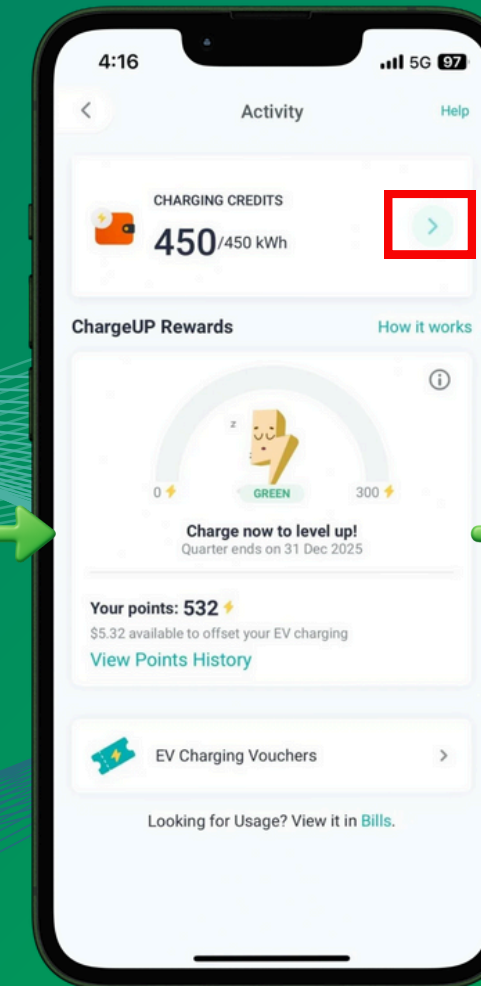 4:16
5G 97
Activity
Help
CHARGING CREDITS
450/450 kWh
ChargeUP Rewards
How it works
z
0
GREEN
300
Charge now to level up!
Quarter ends on 31 Dec 2025
Your points: 532
$5.32 available to offset your EV charging
View Points History
EV Charging Vouchers
Looking for Usage? View it in Bills.